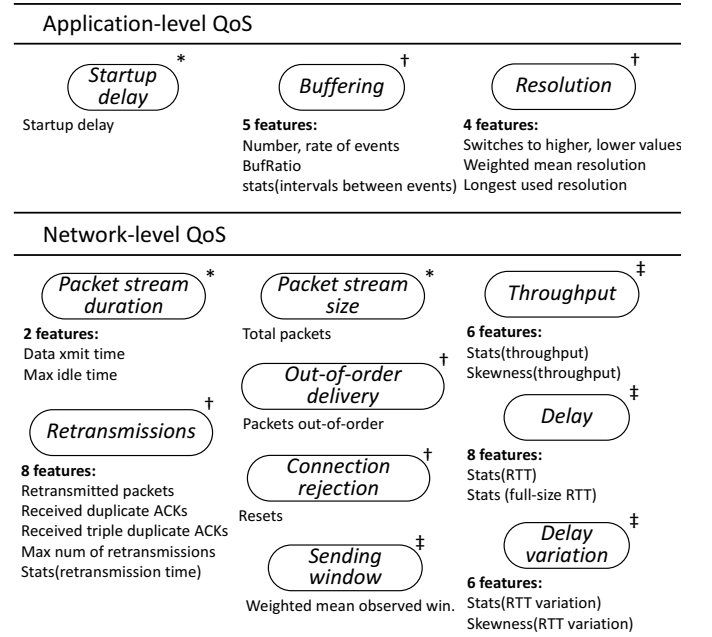 Application-level QoS
Startup
delay
*
Startup delay
Buffering
†
5 features:
Number, rate of events
BufRatio
stats(intervals between events)
Resolution
†
4 features:
Switches to higher, lower values
Weighted mean resolution
Longest used resolution
Network-level QoS
Packet stream
duration
*
2 features:
Data xmit time
Max idle time
Retransmissions
†
8 features:
Retransmitted packets
Received duplicate ACKs
Received triple duplicate ACKs
Max num of retransmissions
Stats(retransmission time)
Packet stream
size
*
Total packets
Out-of-order
delivery
†
Packets out-of-order
Connection
rejection
†
Resets
Sending
window
‡
Weighted mean observed win.
Throughput
‡
6 features:
Stats(throughput)
Skewness(throughput)
Delay
‡
8 features:
Stats(RTT)
Stats (full-size RTT)
Delay
variation
‡
6 features:
Stats(RTT variation)
Skewness(RTT variation)